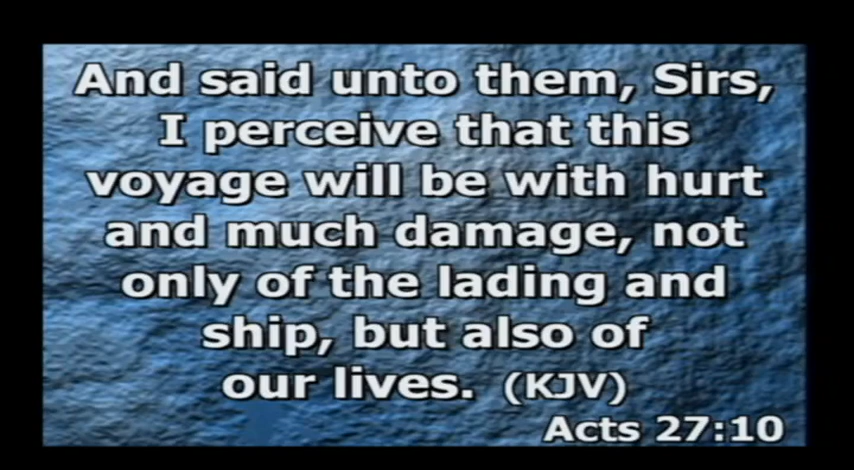 And said unto them, Sirs,
I perceive that this
voyage will be with hurt
and much damage, not
only of the lading and
ship, but also of
our lives. (KJV)
Acts 27:10